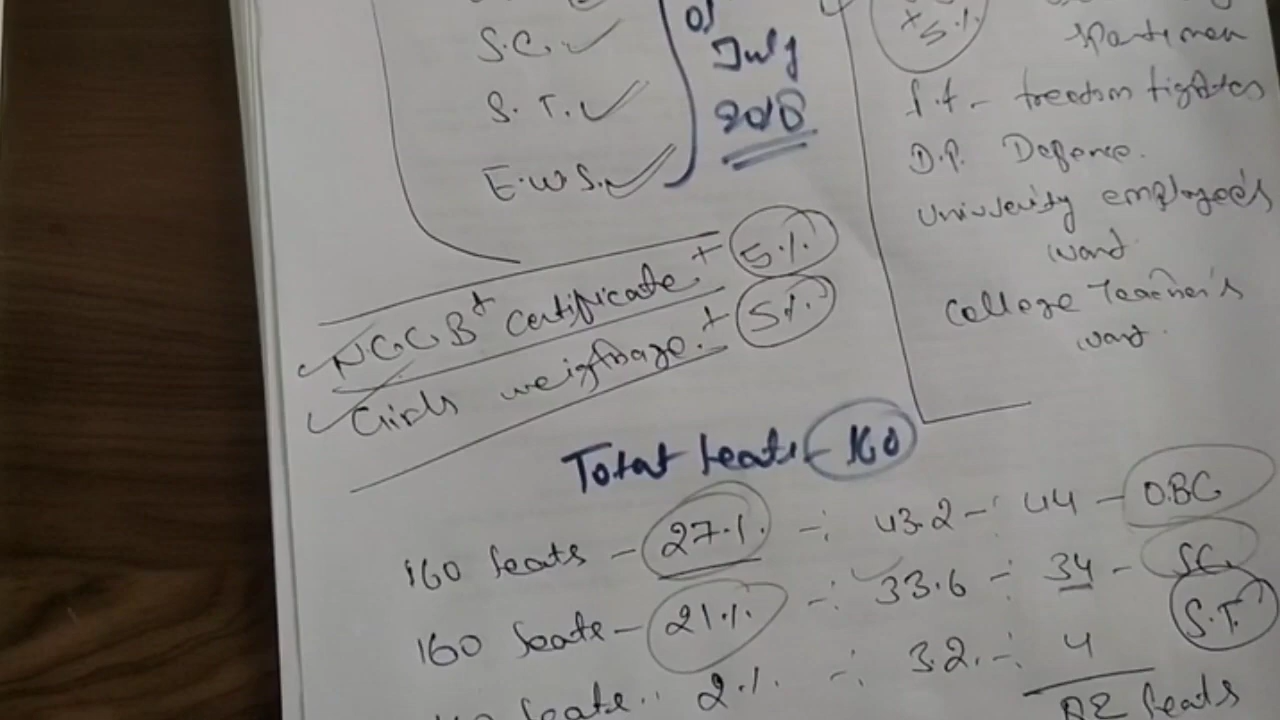 S.C. ✓
S.T. ✓
E.W.S. ✓
July
2018
+5%
Sportsmen
f.f - freedom fighters
D.P. Defence.
University employee's
ward
College Teacher's
ward.
N.C.C B+ Certificate + 5%
Girls weightage. + 5%
Total seats - 160
160 seats - 27% -: 43.2 -: 44 - OBC
160 seats - 21% -: 33.6 -: 34 - SC
2% -: 3.2. -: 4 S.T.
82 seats